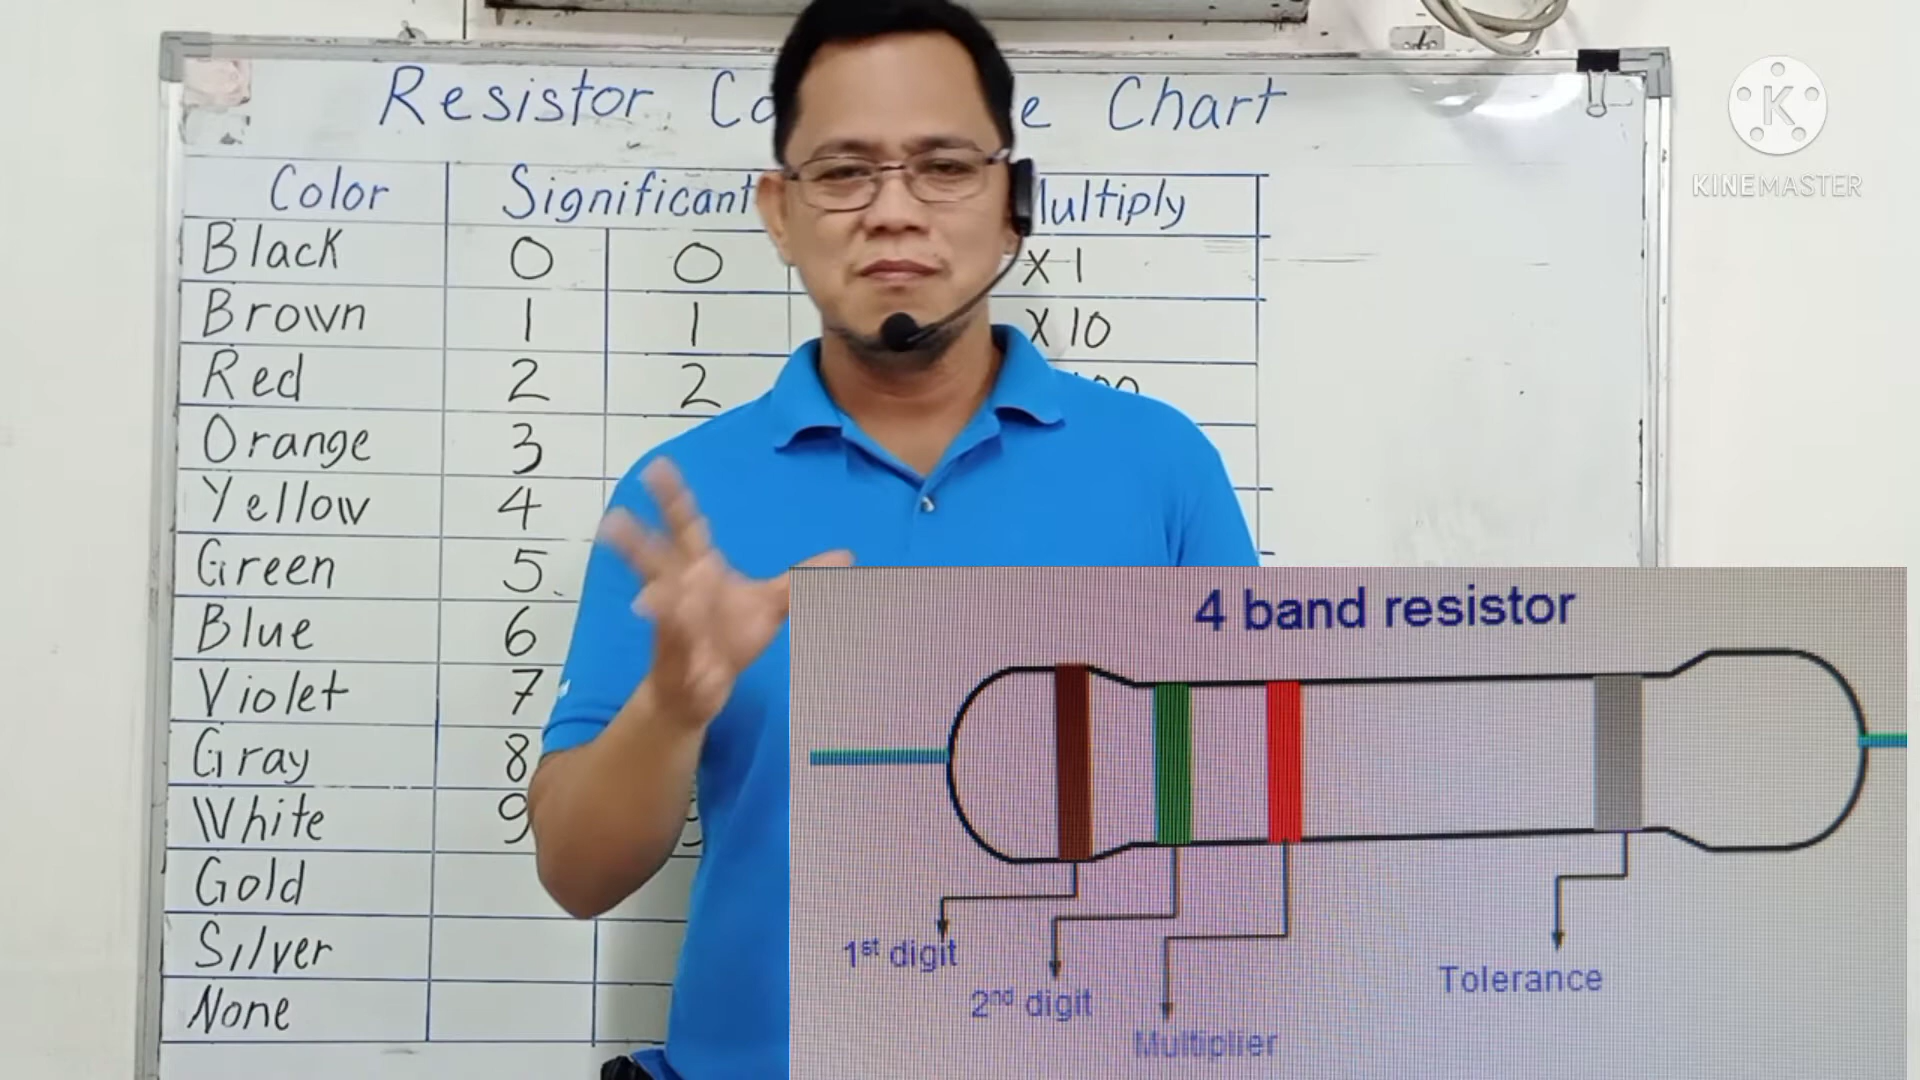 Resistor Co e Chart
KINEMASTER
Color Significant ultiply
Black 0 0 X 1
Brown 1 1 X 10
Red 2 2
Orange 3
Yellow 4
Green 5
Blue 6
Violet 7
Gray 8
White 9
Gold
Silver
None
4 band resistor
1st digit
2nd digit
Multiplier
Tolerance